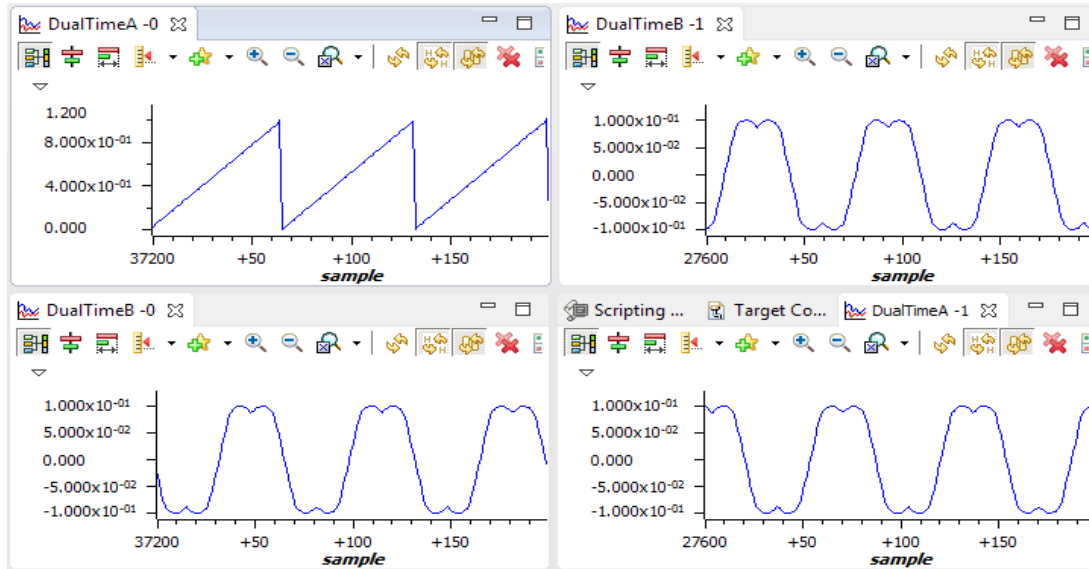 DualTimeA -0
1.200
8.000x10⁻⁰¹
4.000x10⁻⁰¹
0.000
37200 +50 +100 +150
sample
DualTimeB -1
1.000x10⁻⁰¹
5.000x10⁻⁰²
0.000
-5.000x10⁻⁰²
-1.000x10⁻⁰¹
27600 +50 +100 +150
sample
DualTimeB -0
1.000x10⁻⁰¹
5.000x10⁻⁰²
0.000
-5.000x10⁻⁰²
-1.000x10⁻⁰¹
37200 +50 +100 +150
sample
Scripting ... Target Co... DualTimeA -1
1.000x10⁻⁰¹
5.000x10⁻⁰²
0.000
-5.000x10⁻⁰²
-1.000x10⁻⁰¹
27600 +50 +100 +150
sample